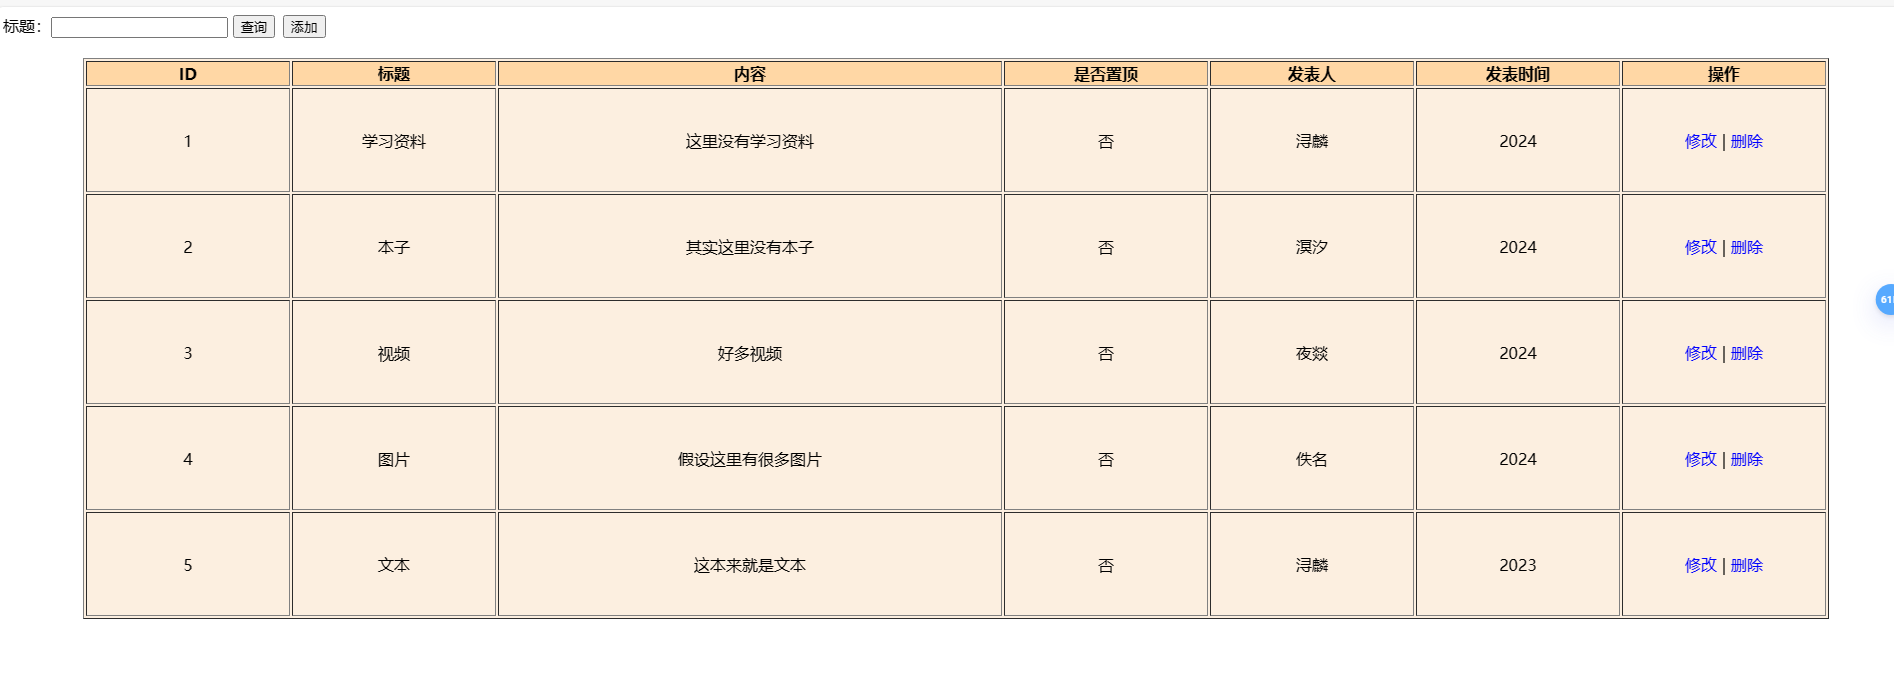 标题： 查询 添加
ID 标题 内容 是否置顶 发表人 发表时间 操作
1 学习资料 这里没有学习资料 否 浔麟 2024 修改 | 删除
2 本子 其实这里没有本子 否 溟汐 2024 修改 | 删除
3 视频 好多视频 否 夜燚 2024 修改 | 删除
4 图片 假设这里有很多图片 否 佚名 2024 修改 | 删除
5 文本 这本来就是文本 否 浔麟 2023 修改 | 删除